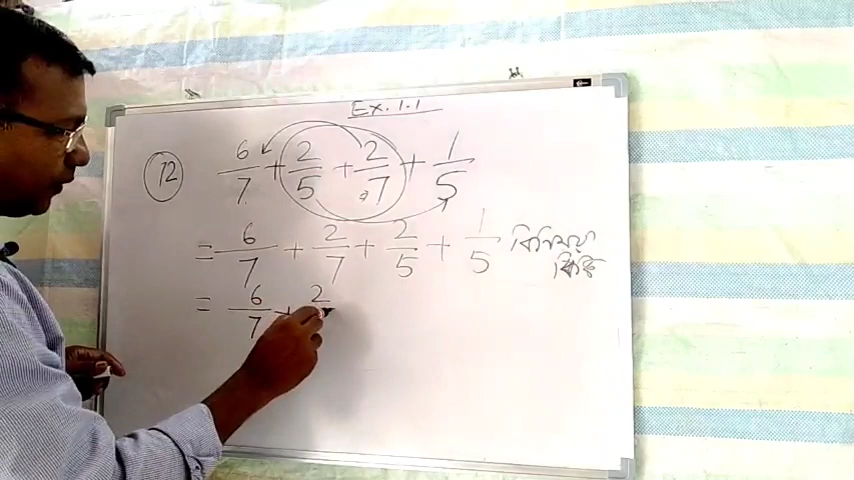 Ex. 1.1
12 6/7 + 2/5 + 2/7 + 1/5
= 6/7 + 2/7 + 2/5 + 1/5 বিনিময়
= 6/7 + 2